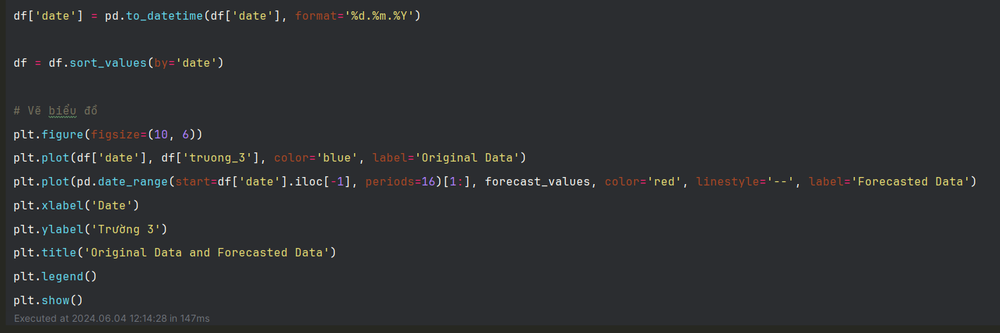 df['date'] = pd.to_datetime(df['date'], format='%d.%m.%Y')
df = df.sort_values(by='date')
# Vẽ biểu đồ
plt.figure(figsize=(10, 6))
plt.plot(df['date'], df['truong_3'], color='blue', label='Original Data')
plt.plot(pd.date_range(start=df['date'].iloc[-1], periods=16)[1:], forecast_values, color='red', linestyle='--', label='Forecasted Data')
plt.xlabel('Date')
plt.ylabel('Trường 3')
plt.title('Original Data and Forecasted Data')
plt.legend()
plt.show()
Executed at 2024.06.04 12:14:28 in 147ms